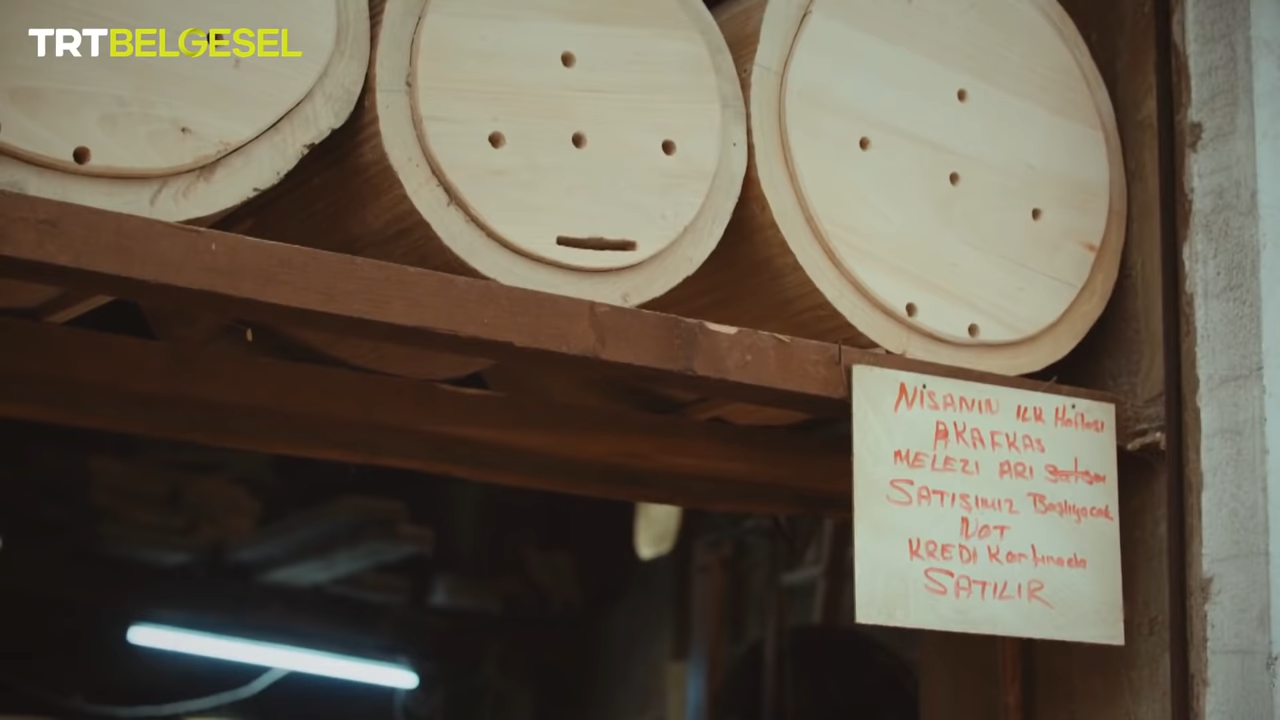 TRTBELGESEL
NİSANIN İLK Haftası
AKAFKAS
MELEZI ARI
SATIŞIMIZ Başlıyacak
NOT
KREDİ Kartınada
SATILIR